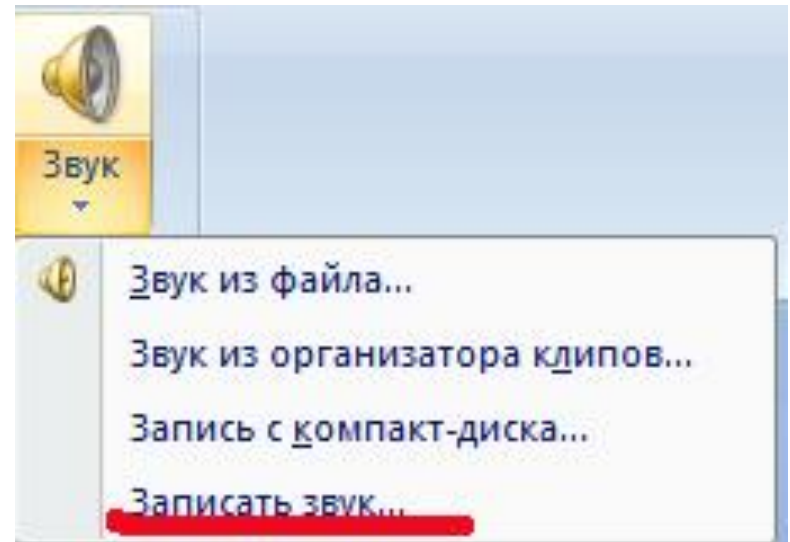 Звук
Звук из файла...
Звук из организатора клипов...
Запись с компакт-диска...
Записать звук...